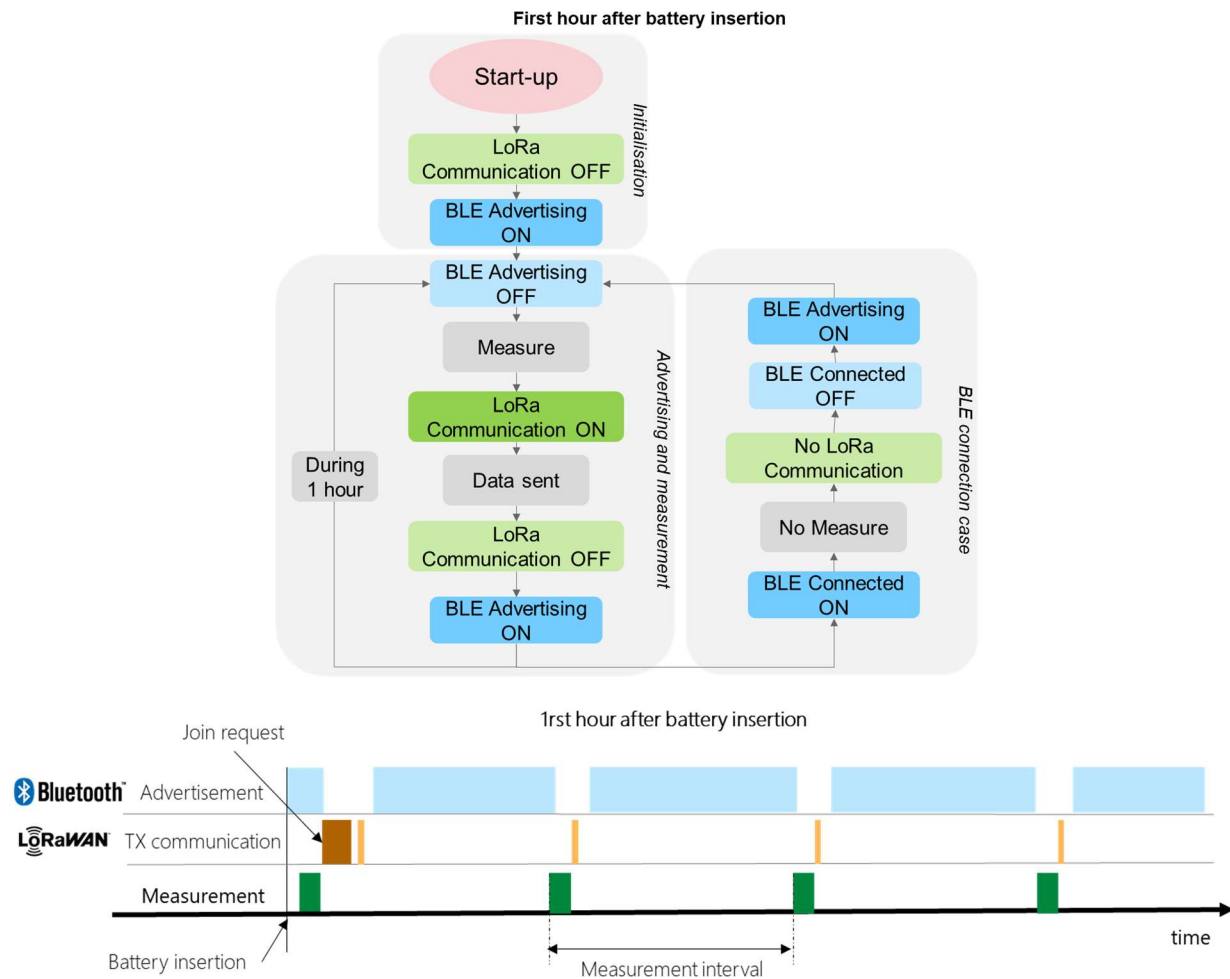 First hour after battery insertion
Start-up
LoRa
Communication OFF
BLE Advertising
ON
Initialisation
BLE Advertising
OFF
Measure
LoRa
Communication ON
During
1 hour
Data sent
LoRa
Communication OFF
BLE Advertising
ON
Advertising and measurement
BLE Advertising
ON
BLE Connected
OFF
No LoRa
Communication
No Measure
BLE Connected
ON
BLE connection case
1rst hour after battery insertion
Join request
Bluetooth™ Advertisement
LoRaWAN TX communication
Measurement
time
Battery insertion
Measurement interval